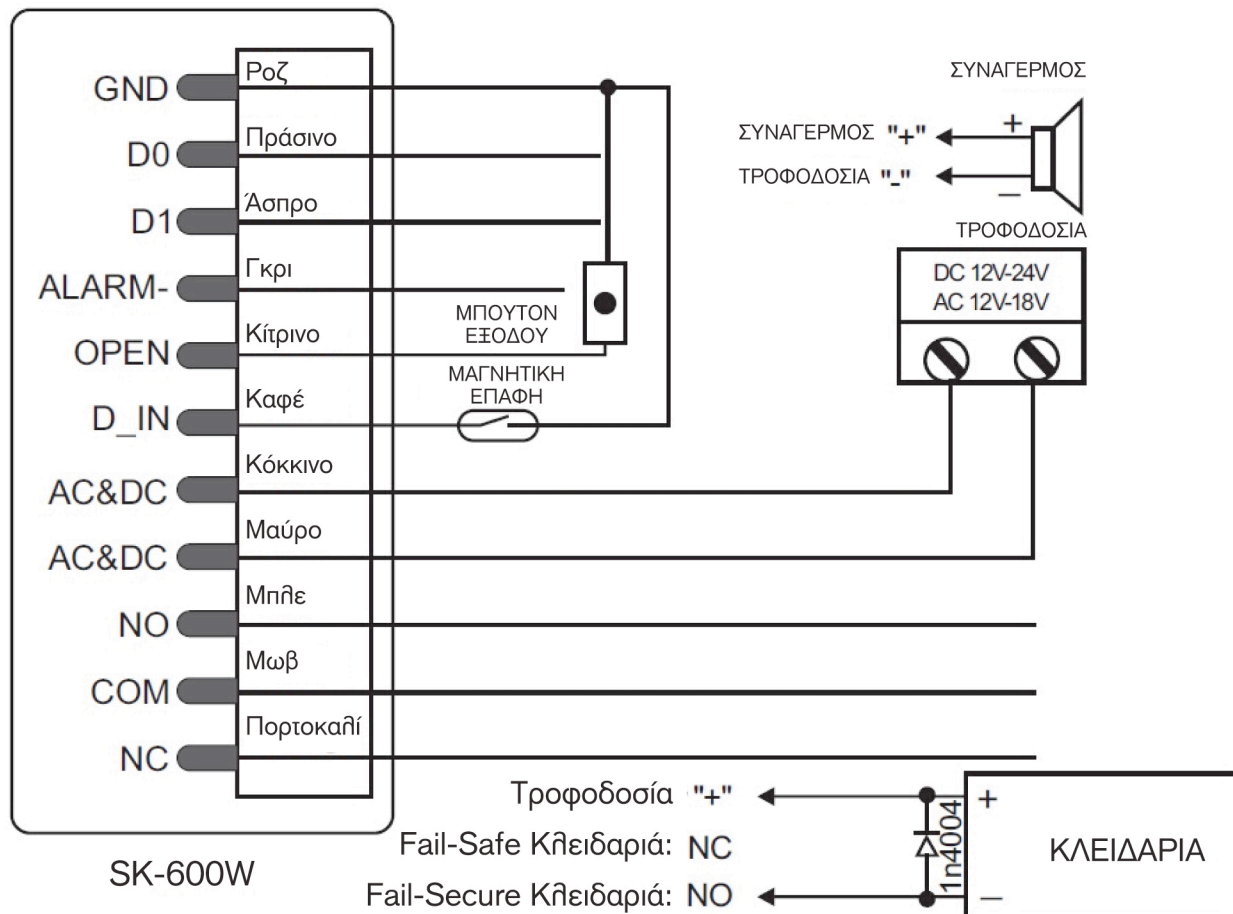 GND Ροζ
D0 Πράσινο
D1 Άσπρο
ALARM- Γκρι
OPEN Κίτρινο
D_IN Καφέ
AC&DC Κόκκινο
AC&DC Μαύρο
NO Μπλε
COM Μωβ
NC Πορτοκαλί
SK-600W
ΜΠΟΥΤΟΝ
ΕΞΟΔΟΥ
ΜΑΓΝΗΤΙΚΗ
ΕΠΑΦΗ
ΣΥΝΑΓΕΡΜΟΣ
ΣΥΝΑΓΕΡΜΟΣ "+" +
ΤΡΟΦΟΔΟΣΙΑ "-" −
ΤΡΟΦΟΔΟΣΙΑ
DC 12V-24V
AC 12V-18V
Τροφοδοσία "+" +
Fail-Safe Κλειδαριά: NC
Fail-Secure Κλειδαριά: NO −
1n4004
ΚΛΕΙΔΑΡΙΑ